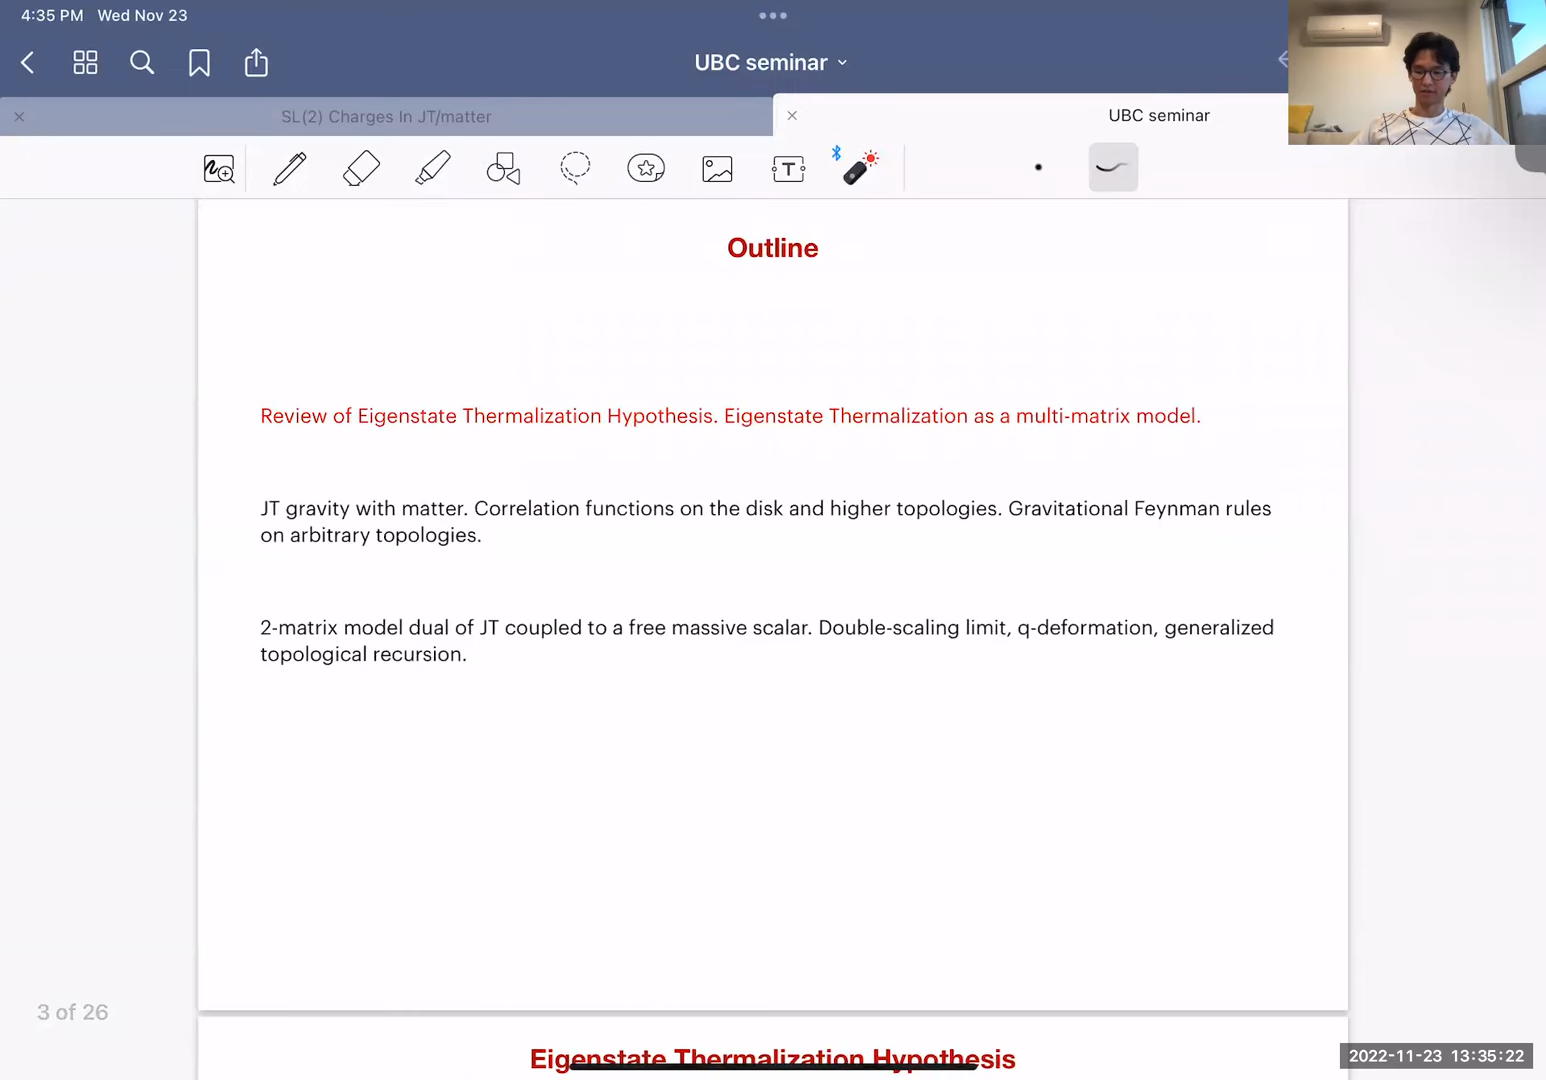 4:35 PM Wed Nov 23
UBC seminar
SL(2) Charges In JT/matter
UBC seminar
T
Outline
Review of Eigenstate Thermalization Hypothesis. Eigenstate Thermalization as a multi-matrix model.
JT gravity with matter. Correlation functions on the disk and higher topologies. Gravitational Feynman rules
on arbitrary topologies.
2-matrix model dual of JT coupled to a free massive scalar. Double-scaling limit, q-deformation, generalized
topological recursion.
3 of 26
Eigenstate Thermalization Hypothesis
2022-11-23 13:35:22